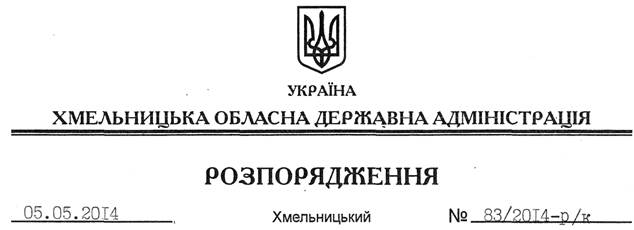 УКРАЇНА
ХМЕЛЬНИЦЬКА ОБЛАСНА ДЕРЖАВНА АДМІНІСТРАЦІЯ
РОЗПОРЯДЖЕННЯ
05.05.2014 Хмельницький № 83/2014-р/к